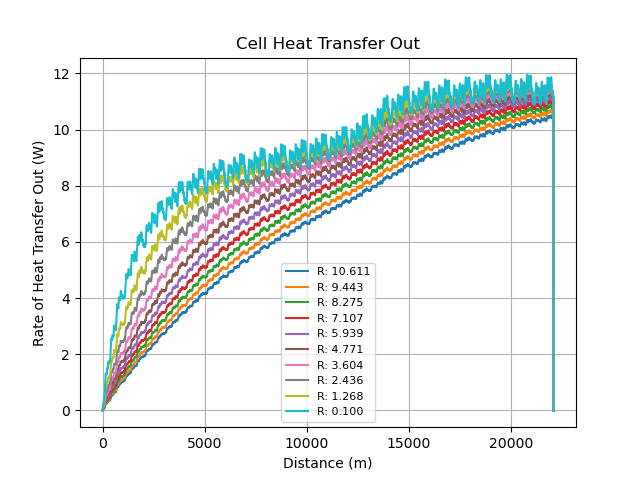 Cell Heat Transfer Out
Rate of Heat Transfer Out (W)
12
10
8
6
4
2
0
R: 10.611
R: 9.443
R: 8.275
R: 7.107
R: 5.939
R: 4.771
R: 3.604
R: 2.436
R: 1.268
R: 0.100
0 5000 10000 15000 20000
Distance (m)